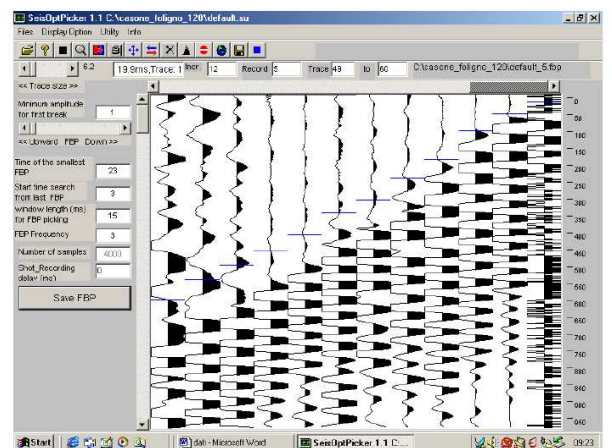 SeisOptPicker 1.1 C:\casone_foligno_120\default.su
Files Display Option Utility Info
6.2 19.9ms,Trace: 1 Incr: 12 Record 5 Trace 49 to 60 C:\casone_foligno_120\default_5.fbp
<< Trace size >>
Minimum amplitude
for first break 1
<< Upward FBP Down >>
Time of the smallest
FBP 23
Start time search
from last FBP 3
window length (ms)
for FBP picking 15
FBP Frequency 3
Number of samples 4000
Shot_Recording
delay (ms) 0
Save FBP
0
50
100
150
200
250
300
350
400
450
500
550
600
650
700
750
800
850
900
Start dati - Microsoft Word SeisOptPicker 1.1 C:... 09:23